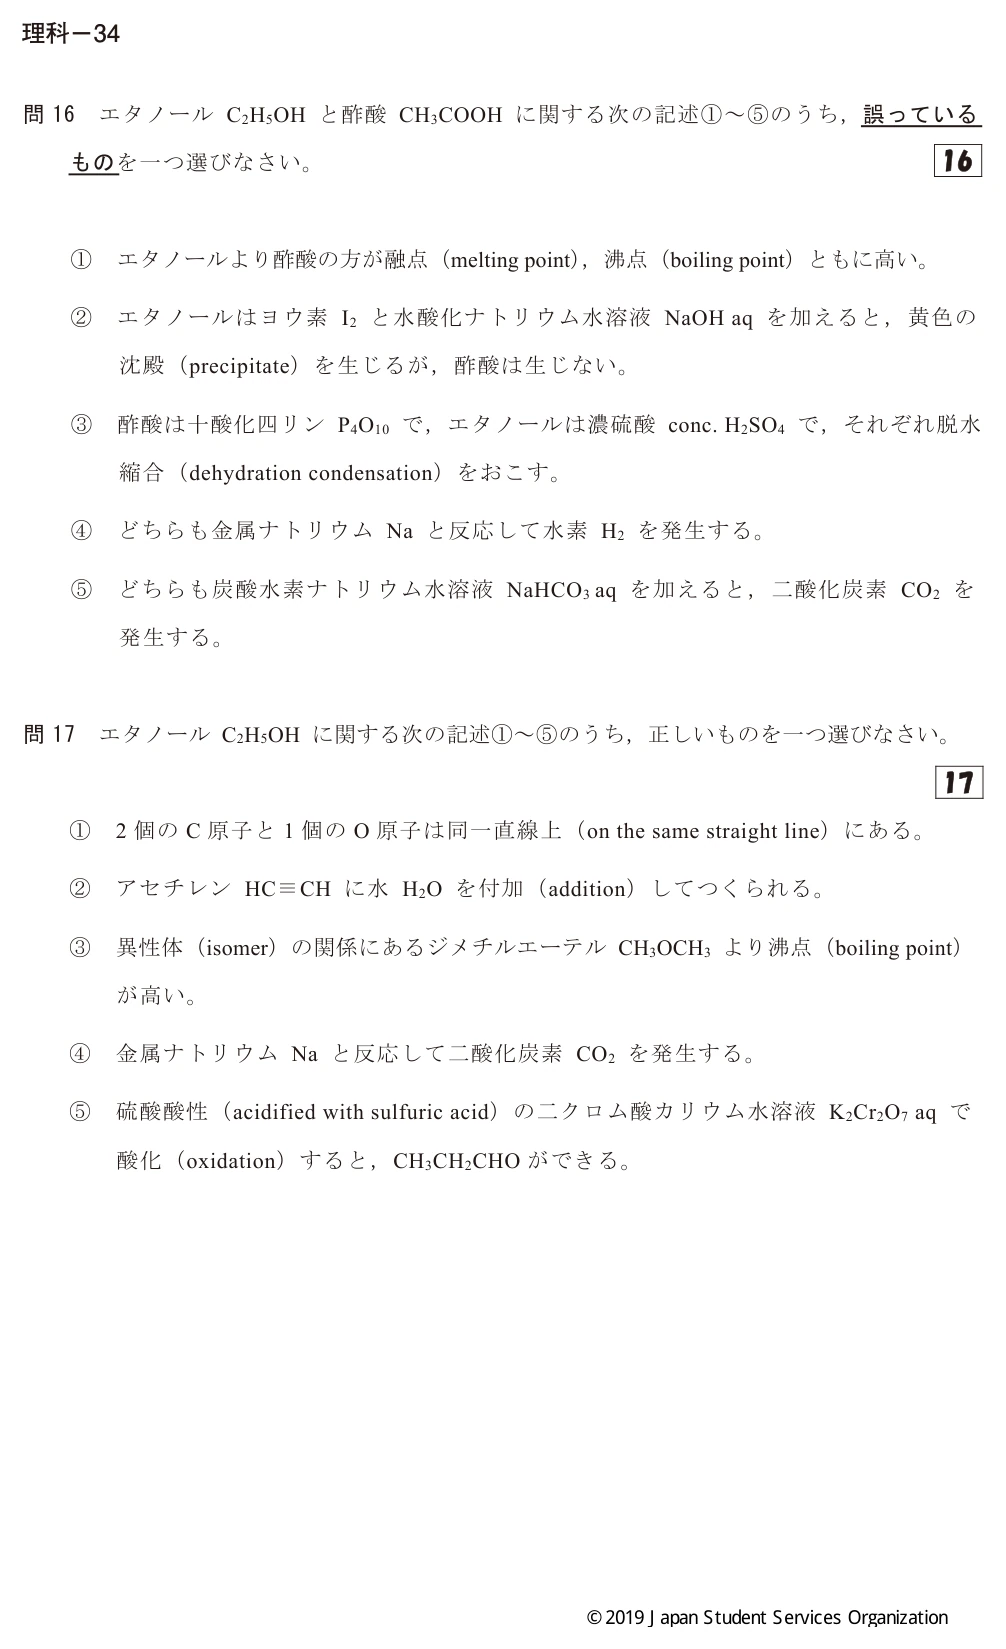 理科－34
問 16 エタノール C₂H₅OH と酢酸 CH₃COOH に関する次の記述①～⑤のうち，誤っている
ものを一つ選びなさい。 16
① エタノールより酢酸の方が融点（melting point），沸点（boiling point）ともに高い。
② エタノールはヨウ素 I₂ と水酸化ナトリウム水溶液 NaOH aq を加えると，黄色の
沈殿（precipitate）を生じるが，酢酸は生じない。
③ 酢酸は十酸化四リン P₄O₁₀ で，エタノールは濃硫酸 conc. H₂SO₄ で，それぞれ脱水
縮合（dehydration condensation）をおこす。
④ どちらも金属ナトリウム Na と反応して水素 H₂ を発生する。
⑤ どちらも炭酸水素ナトリウム水溶液 NaHCO₃ aq を加えると，二酸化炭素 CO₂ を
発生する。
問 17 エタノール C₂H₅OH に関する次の記述①～⑤のうち，正しいものを一つ選びなさい。
17
① 2 個の C 原子と 1 個の O 原子は同一直線上（on the same straight line）にある。
② アセチレン HC≡CH に水 H₂O を付加（addition）してつくられる。
③ 異性体（isomer）の関係にあるジメチルエーテル CH₃OCH₃ より沸点（boiling point）
が高い。
④ 金属ナトリウム Na と反応して二酸化炭素 CO₂ を発生する。
⑤ 硫酸酸性（acidified with sulfuric acid）の二クロム酸カリウム水溶液 K₂Cr₂O₇ aq で
酸化（oxidation）すると，CH₃CH₂CHO ができる。
© 2019 Japan Student Services Organization